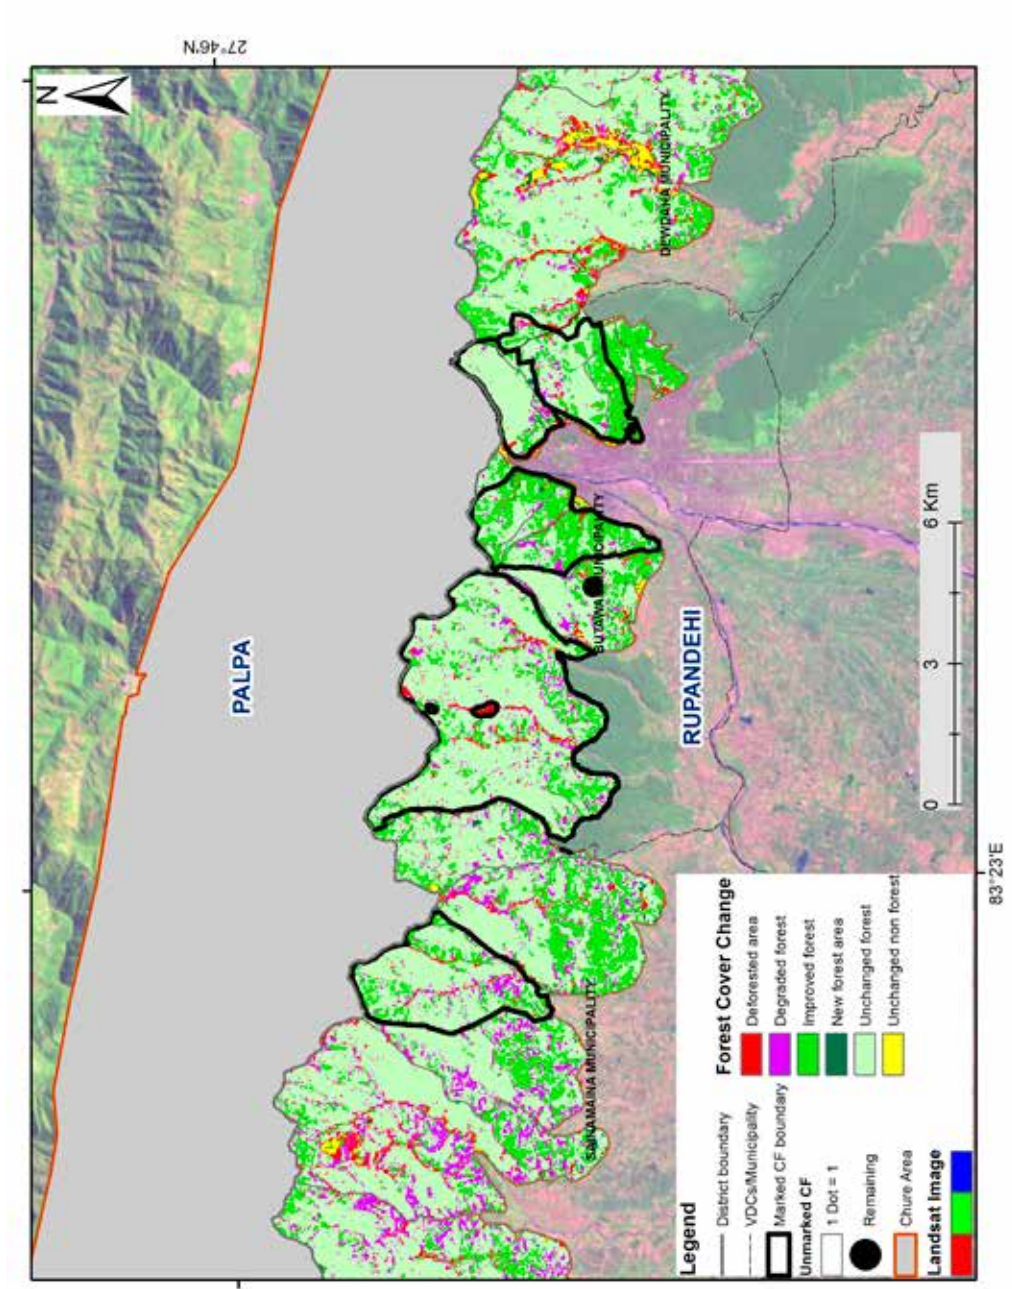 27°46'N
N
PALPA
DEWDAHA MUNICIPALITY
BUTAWAL MUNICIPALITY
RUPANDEHI
SAINAMAINA MUNICIPALITY
0 3 6 Km
83°23'E
Legend
District boundary
VDCs/Municipality
Marked CF boundary
Unmarked CF
1 Dot = 1
Remaining
Chure Area
Landsat Image
Forest Cover Change
Deforested area
Degraded forest
Improved forest
New forest area
Unchanged forest
Unchanged non forest